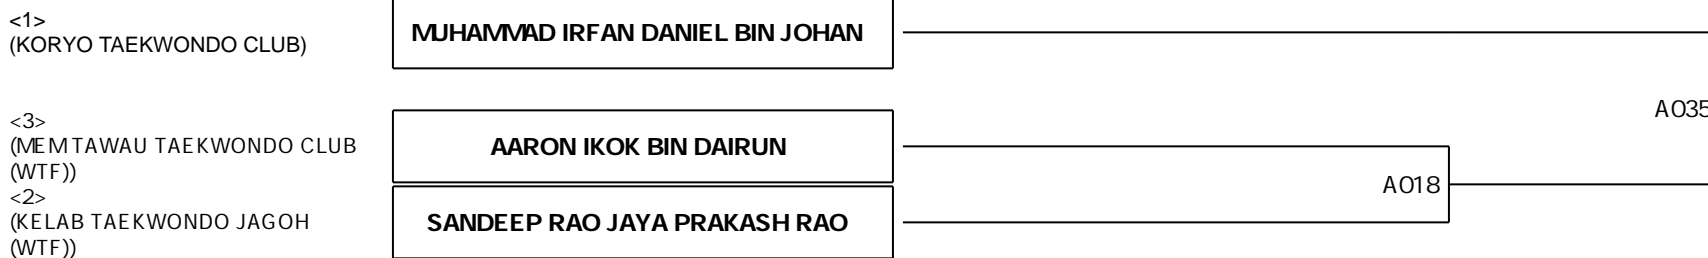 <1>
(KORYO TAEKWONDO CLUB)
MUHAMMAD IRFAN DANIEL BIN JOHAN
A035
<3>
(MEM TAWAU TAEKWONDO CLUB
(WTF))
AARON IKOK BIN DAIRUN
A018
<2>
(KELAB TAEKWONDO JAGOH
(WTF))
SANDEEP RAO JAYA PRAKASH RAO